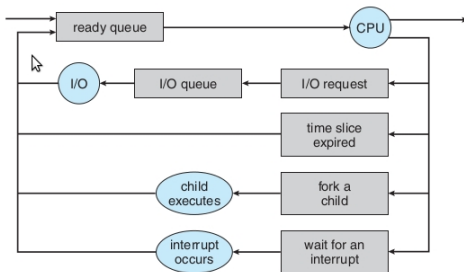 ready queue
CPU
I/O
I/O queue
I/O request
time slice
expired
child
executes
fork a
child
interrupt
occurs
wait for an
interrupt